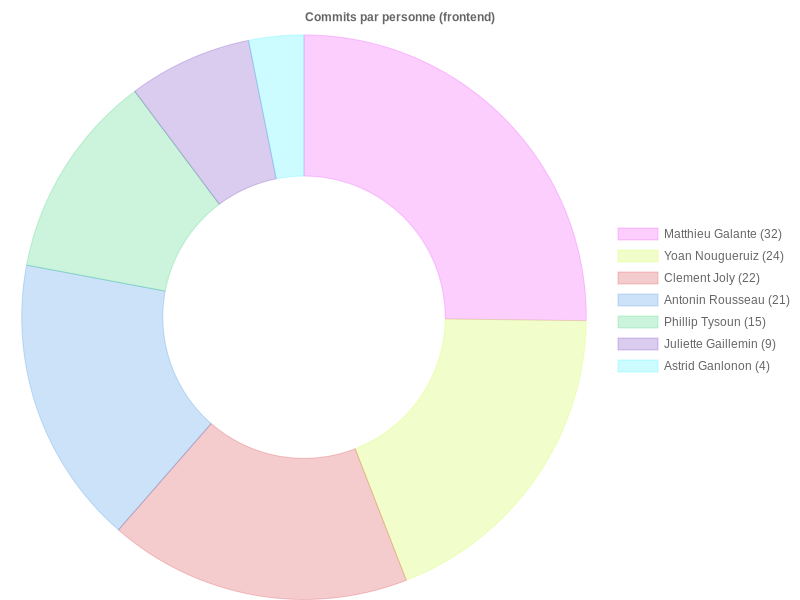 Commits par personne (frontend)
Matthieu Galante (32)
Yoan Nougueruiz (24)
Clement Joly (22)
Antonin Rousseau (21)
Phillip Tysoun (15)
Juliette Gaillemin (9)
Astrid Ganlonon (4)